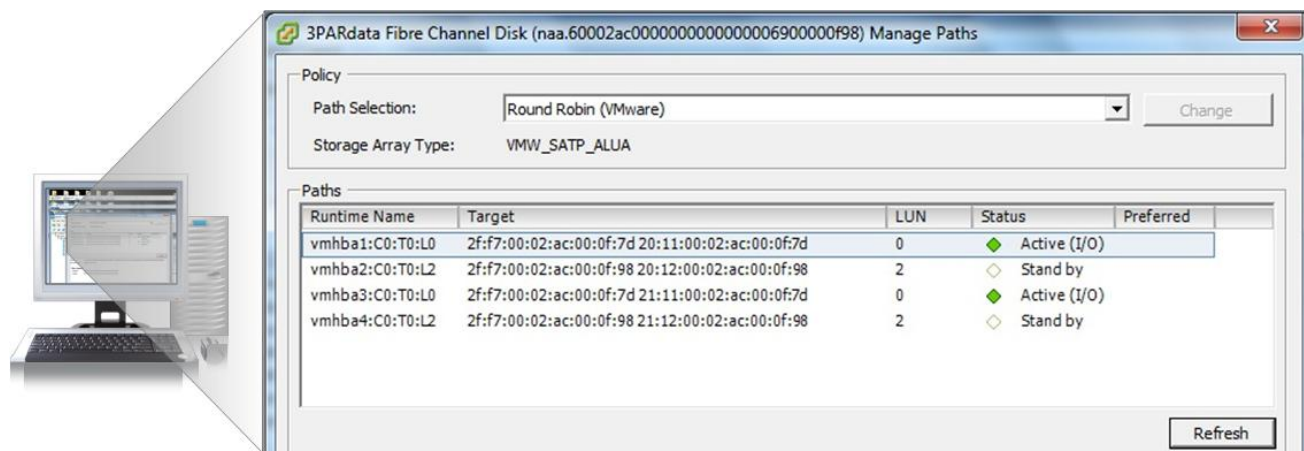 3PARdata Fibre Channel Disk (naa.60002ac0000000000000006900000f98) Manage Paths
Policy
Path Selection: Round Robin (VMware) Change
Storage Array Type: VMW_SATP_ALUA
Paths
Runtime Name Target LUN Status Preferred
vmhba1:C0:T0:L0 2f:f7:00:02:ac:00:0f:7d 20:11:00:02:ac:00:0f:7d 0 Active (I/O)
vmhba2:C0:T0:L2 2f:f7:00:02:ac:00:0f:98 20:12:00:02:ac:00:0f:98 2 Stand by
vmhba3:C0:T0:L0 2f:f7:00:02:ac:00:0f:7d 21:11:00:02:ac:00:0f:7d 0 Active (I/O)
vmhba4:C0:T0:L2 2f:f7:00:02:ac:00:0f:98 21:12:00:02:ac:00:0f:98 2 Stand by
Refresh